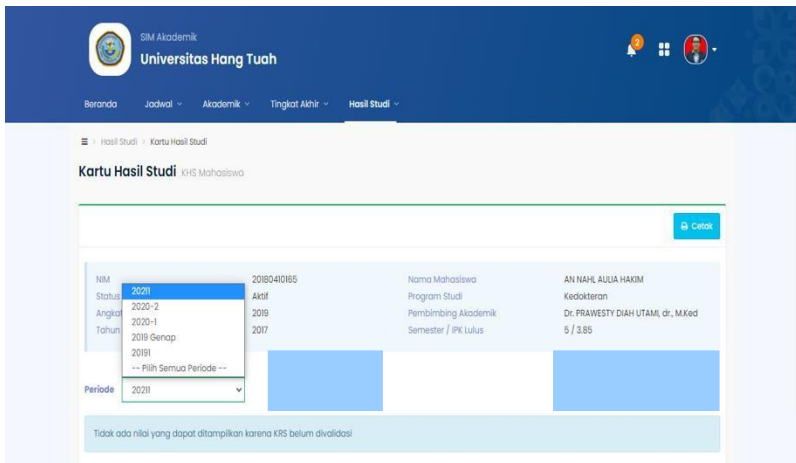 SIM Akademik
Universitas Hang Tuah
2
Beranda Jadwal Akademik Tingkat Akhir Hasil Studi
Hasil Studi > Kartu Hasil Studi
Kartu Hasil Studi KHS Mahasiswa
Cetak
NIM 20180410165 Nama Mahasiswa AN NAHL AULIA HAKIM
Status Aktif Program Studi Kedokteran
Angkat 2019 Pembimbing Akademik Dr. PRAWESTY DIAH UTAMI, dr., M.Ked
Tahun 2017 Semester / IPK Lulus 5 / 3.85
20211
2020-2
2020-1
2019 Genap
20191
-- Pilih Semua Periode --
Periode 20211
Tidak ada nilai yang dapat ditampilkan karena KRS belum divalidasi